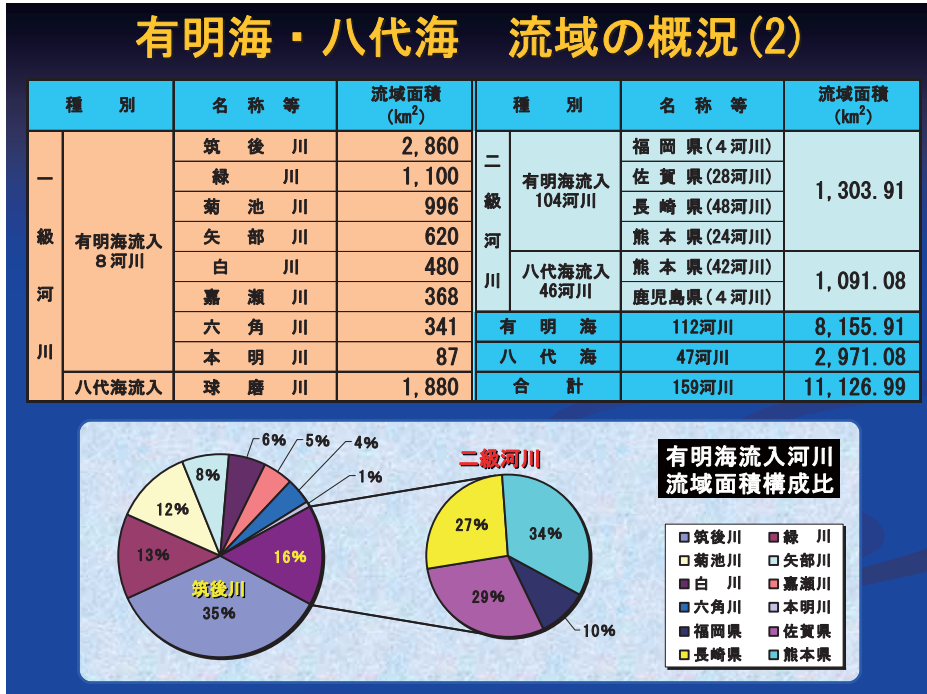 有明海・八代海　流域の概況(2)
種　別　名　称　等　流域面積(km²)　種　別　名　称　等　流域面積(km²)
一級河川
有明海流入
８河川
筑　後　川　2,860
緑　　　川　1,100
菊　池　川　996
矢　部　川　620
白　　　川　480
嘉　瀬　川　368
六　角　川　341
本　明　川　87
八代海流入　球　磨　川　1,880
二級河川
有明海流入
104河川
福　岡　県(４河川)
佐　賀　県(28河川)
長　崎　県(48河川)
熊　本　県(24河川)
1,303.91
八代海流入
46河川
熊　本　県(42河川)
鹿児島県(４河川)
1,091.08
有　明　海　112河川　8,155.91
八　代　海　47河川　2,971.08
合　　計　159河川　11,126.99
6%
5%
4%
1%
8%
12%
13%
16%
筑後川
35%
二級河川
27%
34%
29%
10%
有明海流入河川
流域面積構成比
筑後川　緑　川
菊池川　矢部川
白　川　嘉瀬川
六角川　本明川
福岡県　佐賀県
長崎県　熊本県